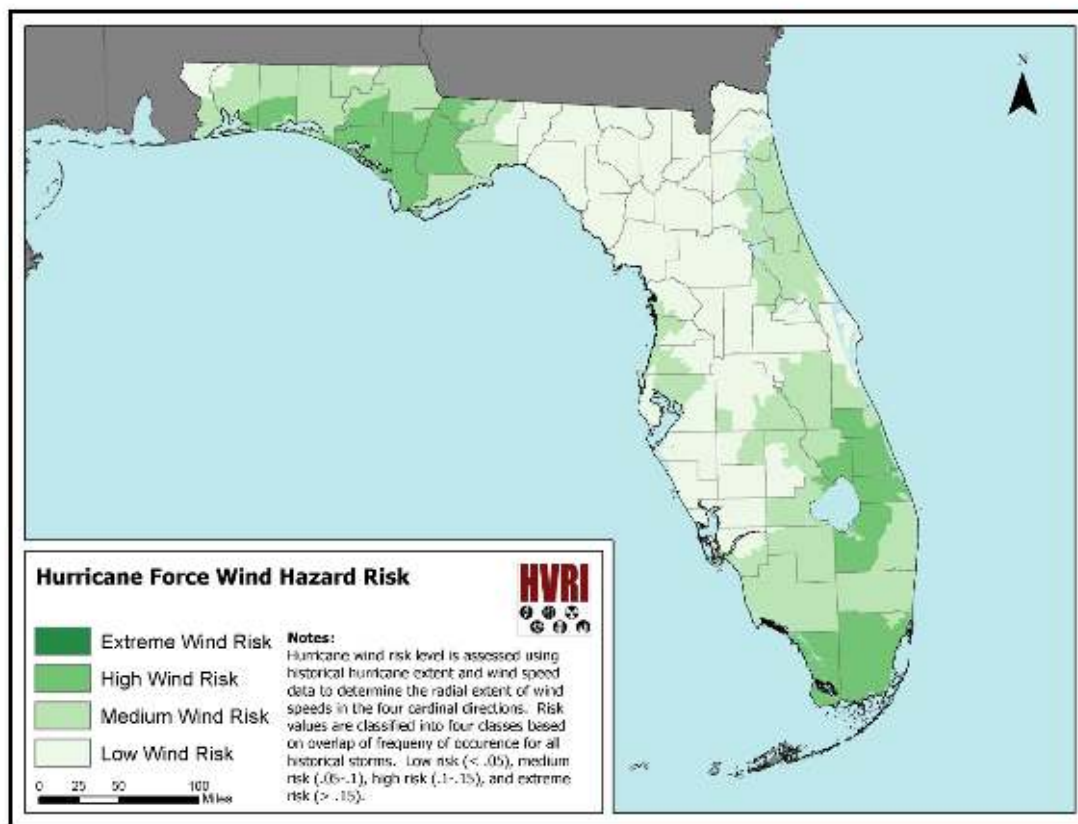 N
Hurricane Force Wind Hazard Risk
HVRI
Extreme Wind Risk
High Wind Risk
Medium Wind Risk
Low Wind Risk
0 25 50 100
Miles
Notes:
Hurricane wind risk level is assessed using
historical hurricane extent and wind speed
data to determine the radial extent of wind
speeds in the four cardinal directions. Risk
values are classified into four classes based
on overlap of frequeny of occurence for all
historical storms. Low risk (< .05), medium
risk (.05-.1), high risk (.1-.15), and extreme
risk (> .15).